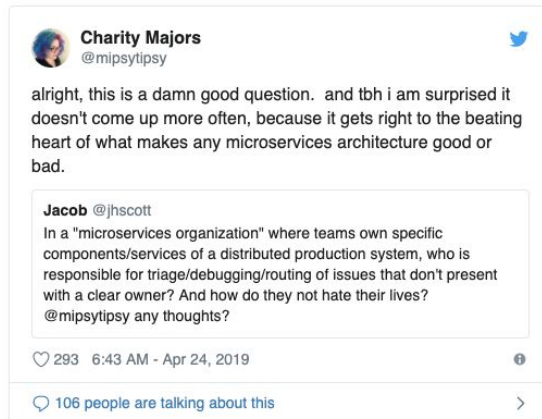 Charity Majors
@mipsytipsy
alright, this is a damn good question.  and tbh i am surprised it
doesn't come up more often, because it gets right to the beating
heart of what makes any microservices architecture good or
bad.
Jacob @jhscott
In a "microservices organization" where teams own specific
components/services of a distributed production system, who is
responsible for triage/debugging/routing of issues that don't present
with a clear owner? And how do they not hate their lives?
@mipsytipsy any thoughts?
293 6:43 AM - Apr 24, 2019
106 people are talking about this